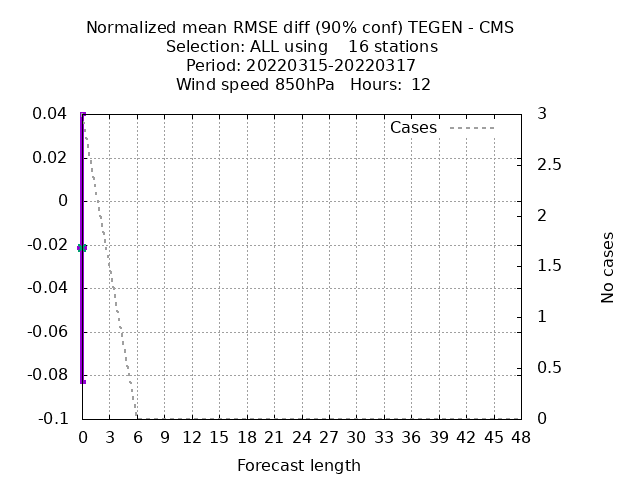 Normalized mean RMSE diff (90% conf) TEGEN - CMS
Selection: ALL using    16 stations
Period: 20220315-20220317
Wind speed 850hPa   Hours:  12
0.04
0.02
0
-0.02
-0.04
-0.06
-0.08
-0.1
Cases
3
2.5
2
1.5
1
0.5
0
No cases
0 3 6 9 12 15 18 21 24 27 30 33 36 39 42 45 48
Forecast length